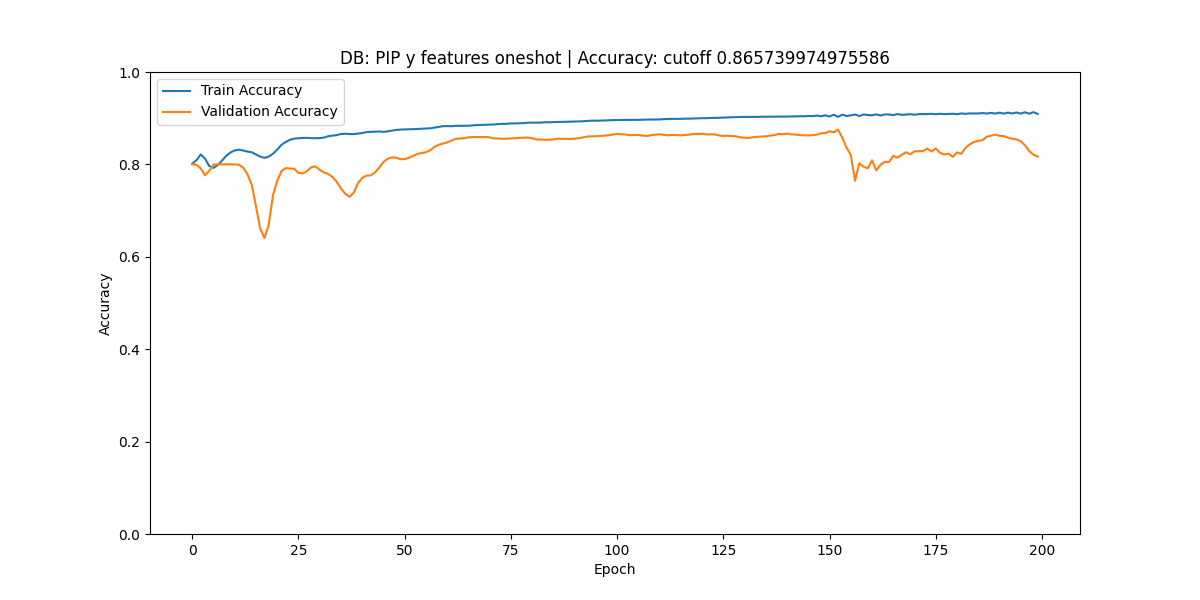 DB: PIP y features oneshot | Accuracy: cutoff 0.865739974975586
Train Accuracy
Validation Accuracy
1.0
0.8
0.6
0.4
0.2
0.0
Accuracy
0 25 50 75 100 125 150 175 200
Epoch